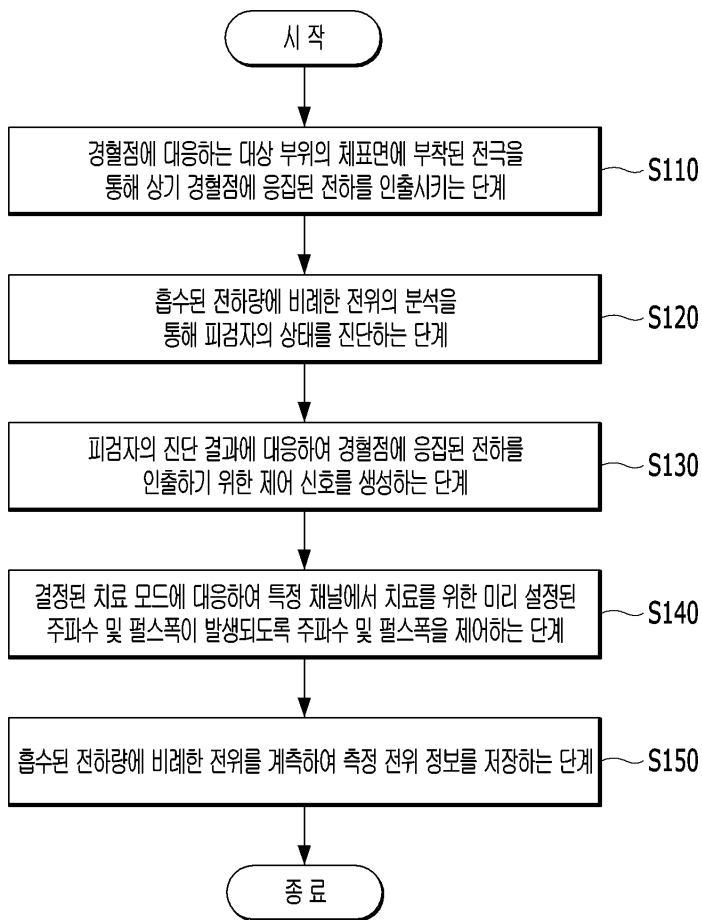 시 작
경혈점에 대응하는 대상 부위의 체표면에 부착된 전극을
통해 상기 경혈점에 응집된 전하를 인출시키는 단계
S110
흡수된 전하량에 비례한 전위의 분석을
통해 피검자의 상태를 진단하는 단계
S120
피검자의 진단 결과에 대응하여 경혈점에 응집된 전하를
인출하기 위한 제어 신호를 생성하는 단계
S130
결정된 치료 모드에 대응하여 특정 채널에서 치료를 위한 미리 설정된
주파수 및 펄스폭이 발생되도록 주파수 및 펄스폭을 제어하는 단계
S140
흡수된 전하량에 비례한 전위를 계측하여 측정 전위 정보를 저장하는 단계
S150
종 료